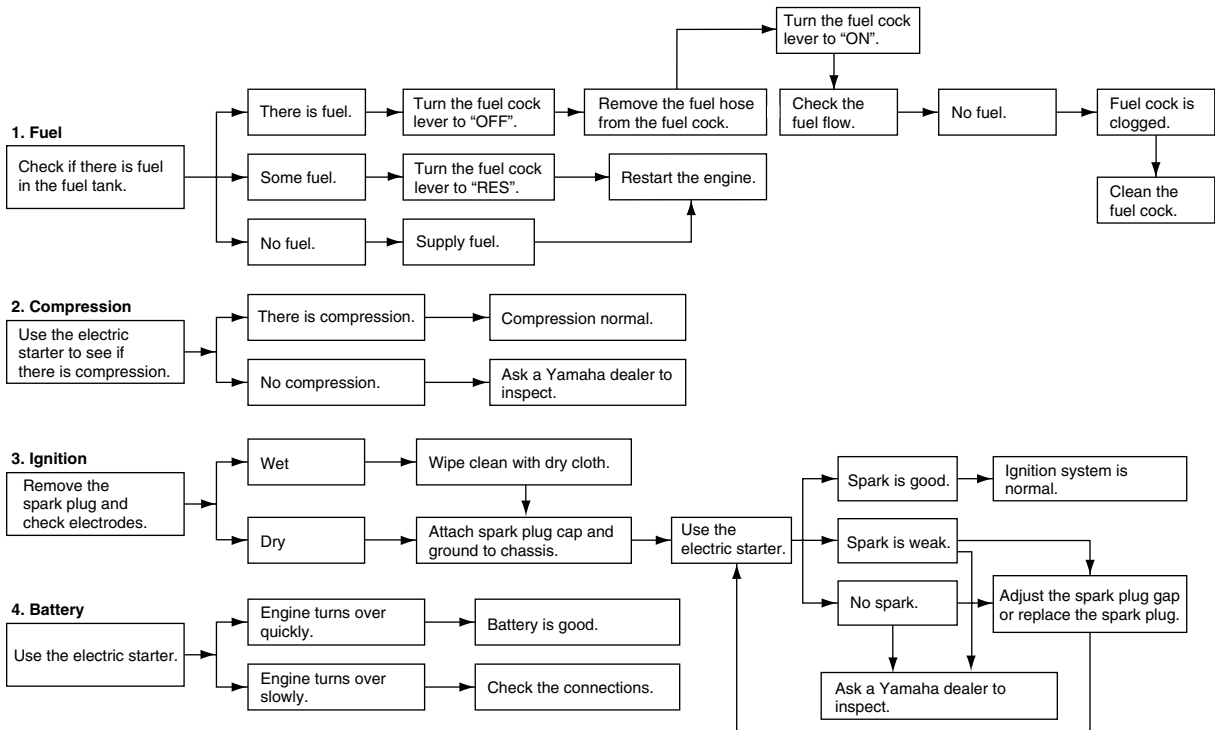 1. Fuel
Check if there is fuel
in the fuel tank.
There is fuel.
Turn the fuel cock
lever to “OFF”.
Remove the fuel hose
from the fuel cock.
Turn the fuel cock
lever to “ON”.
Check the
fuel flow.
No fuel.
Fuel cock is
clogged.
Clean the
fuel cock.
Some fuel.
Turn the fuel cock
lever to “RES”.
Restart the engine.
No fuel.
Supply fuel.
2. Compression
Use the electric
starter to see if
there is compression.
There is compression.
Compression normal.
No compression.
Ask a Yamaha dealer to
inspect.
3. Ignition
Remove the
spark plug and
check electrodes.
Wet
Wipe clean with dry cloth.
Dry
Attach spark plug cap and
ground to chassis.
Use the
electric starter.
Spark is good.
Ignition system is
normal.
Spark is weak.
No spark.
Adjust the spark plug gap
or replace the spark plug.
Ask a Yamaha dealer to
inspect.
4. Battery
Use the electric starter.
Engine turns over
quickly.
Battery is good.
Engine turns over
slowly.
Check the connections.